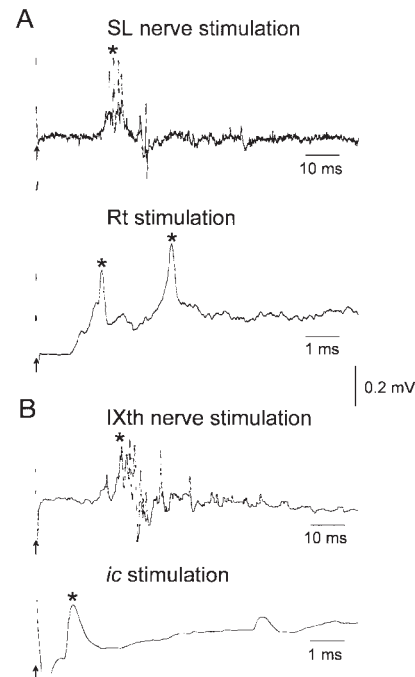 A
SL nerve stimulation
*
10 ms
Rt stimulation
*
*
1 ms
0.2 mV
B
IXth nerve stimulation
*
10 ms
ic stimulation
*
1 ms